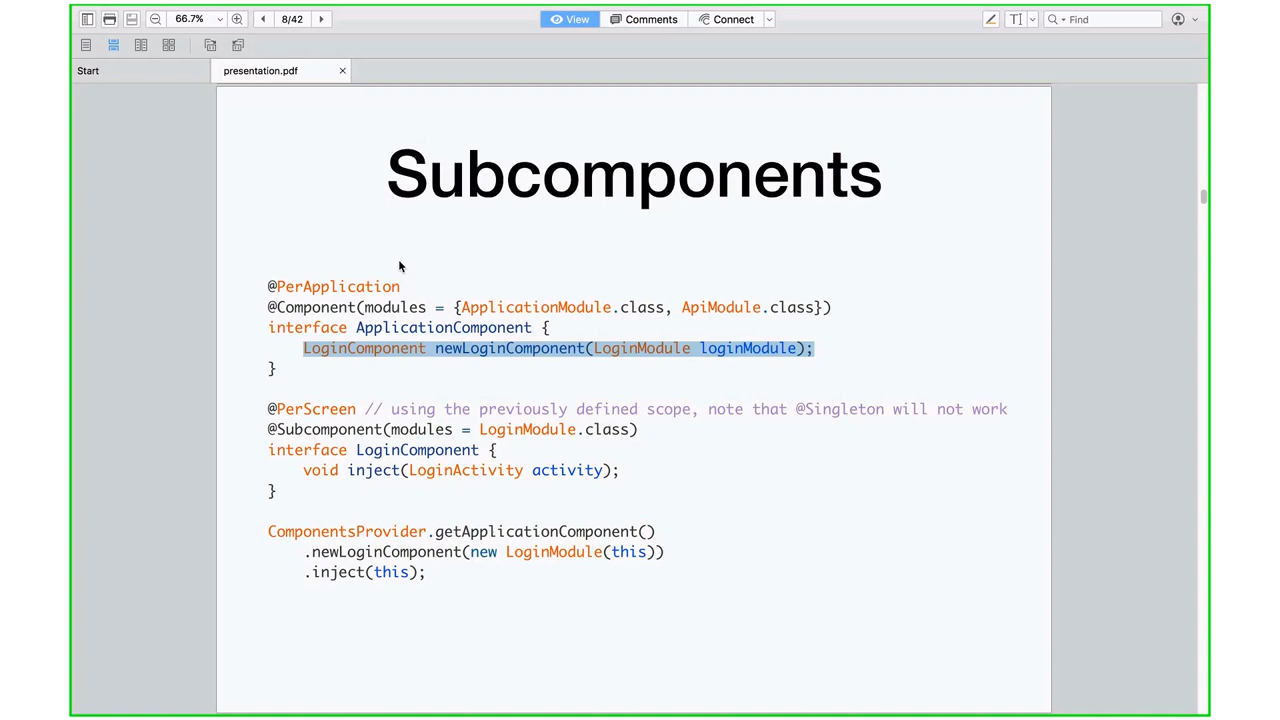 66.7%
8/42
View
Comments
Connect
Find
Start
presentation.pdf
Subcomponents
@PerApplication
@Component(modules = {ApplicationModule.class, ApiModule.class})
interface ApplicationComponent {
LoginComponent newLoginComponent(LoginModule loginModule);
}
@PerScreen // using the previously defined scope, note that @Singleton will not work
@Subcomponent(modules = LoginModule.class)
interface LoginComponent {
void inject(LoginActivity activity);
}
ComponentsProvider.getApplicationComponent()
.newLoginComponent(new LoginModule(this))
.inject(this);